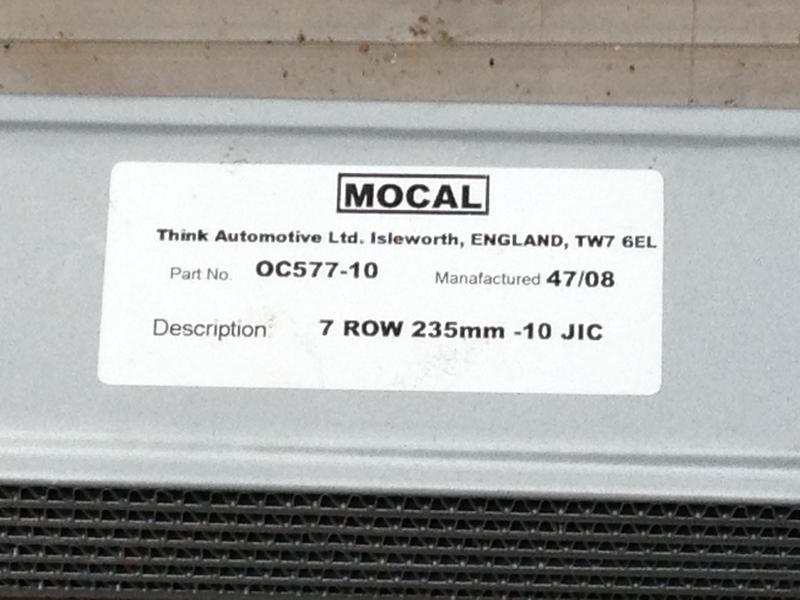 MOCAL
Think Automotive Ltd. Isleworth, ENGLAND, TW7 6EL
Part No. OC577-10 Manafactured 47/08
Description: 7 ROW 235mm -10 JIC